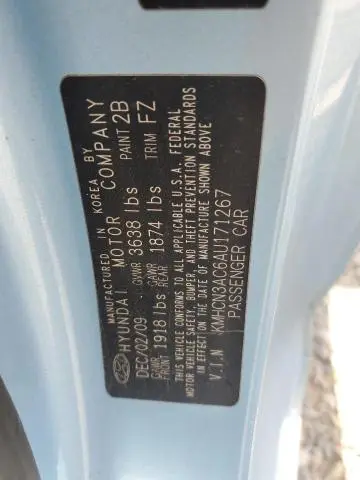 MANUFACTURED IN KOREA BY
HYUNDAI MOTOR COMPANY
DEC/02/09 GVWR 3638 lbs PAINT 2B
GAWR FRONT 1918 lbs GAWR REAR 1874 lbs TRIM FZ
THIS VEHICLE CONFORMS TO ALL APPLICABLE U.S.A. FEDERAL
MOTOR VEHICLE SAFETY, BUMPER, AND THEFT PREVENTION STANDARDS
IN EFFECT ON THE DATE OF MANUFACTURE SHOWN ABOVE
V.I.N KMHCN3AC6AU171267
PASSENGER CAR